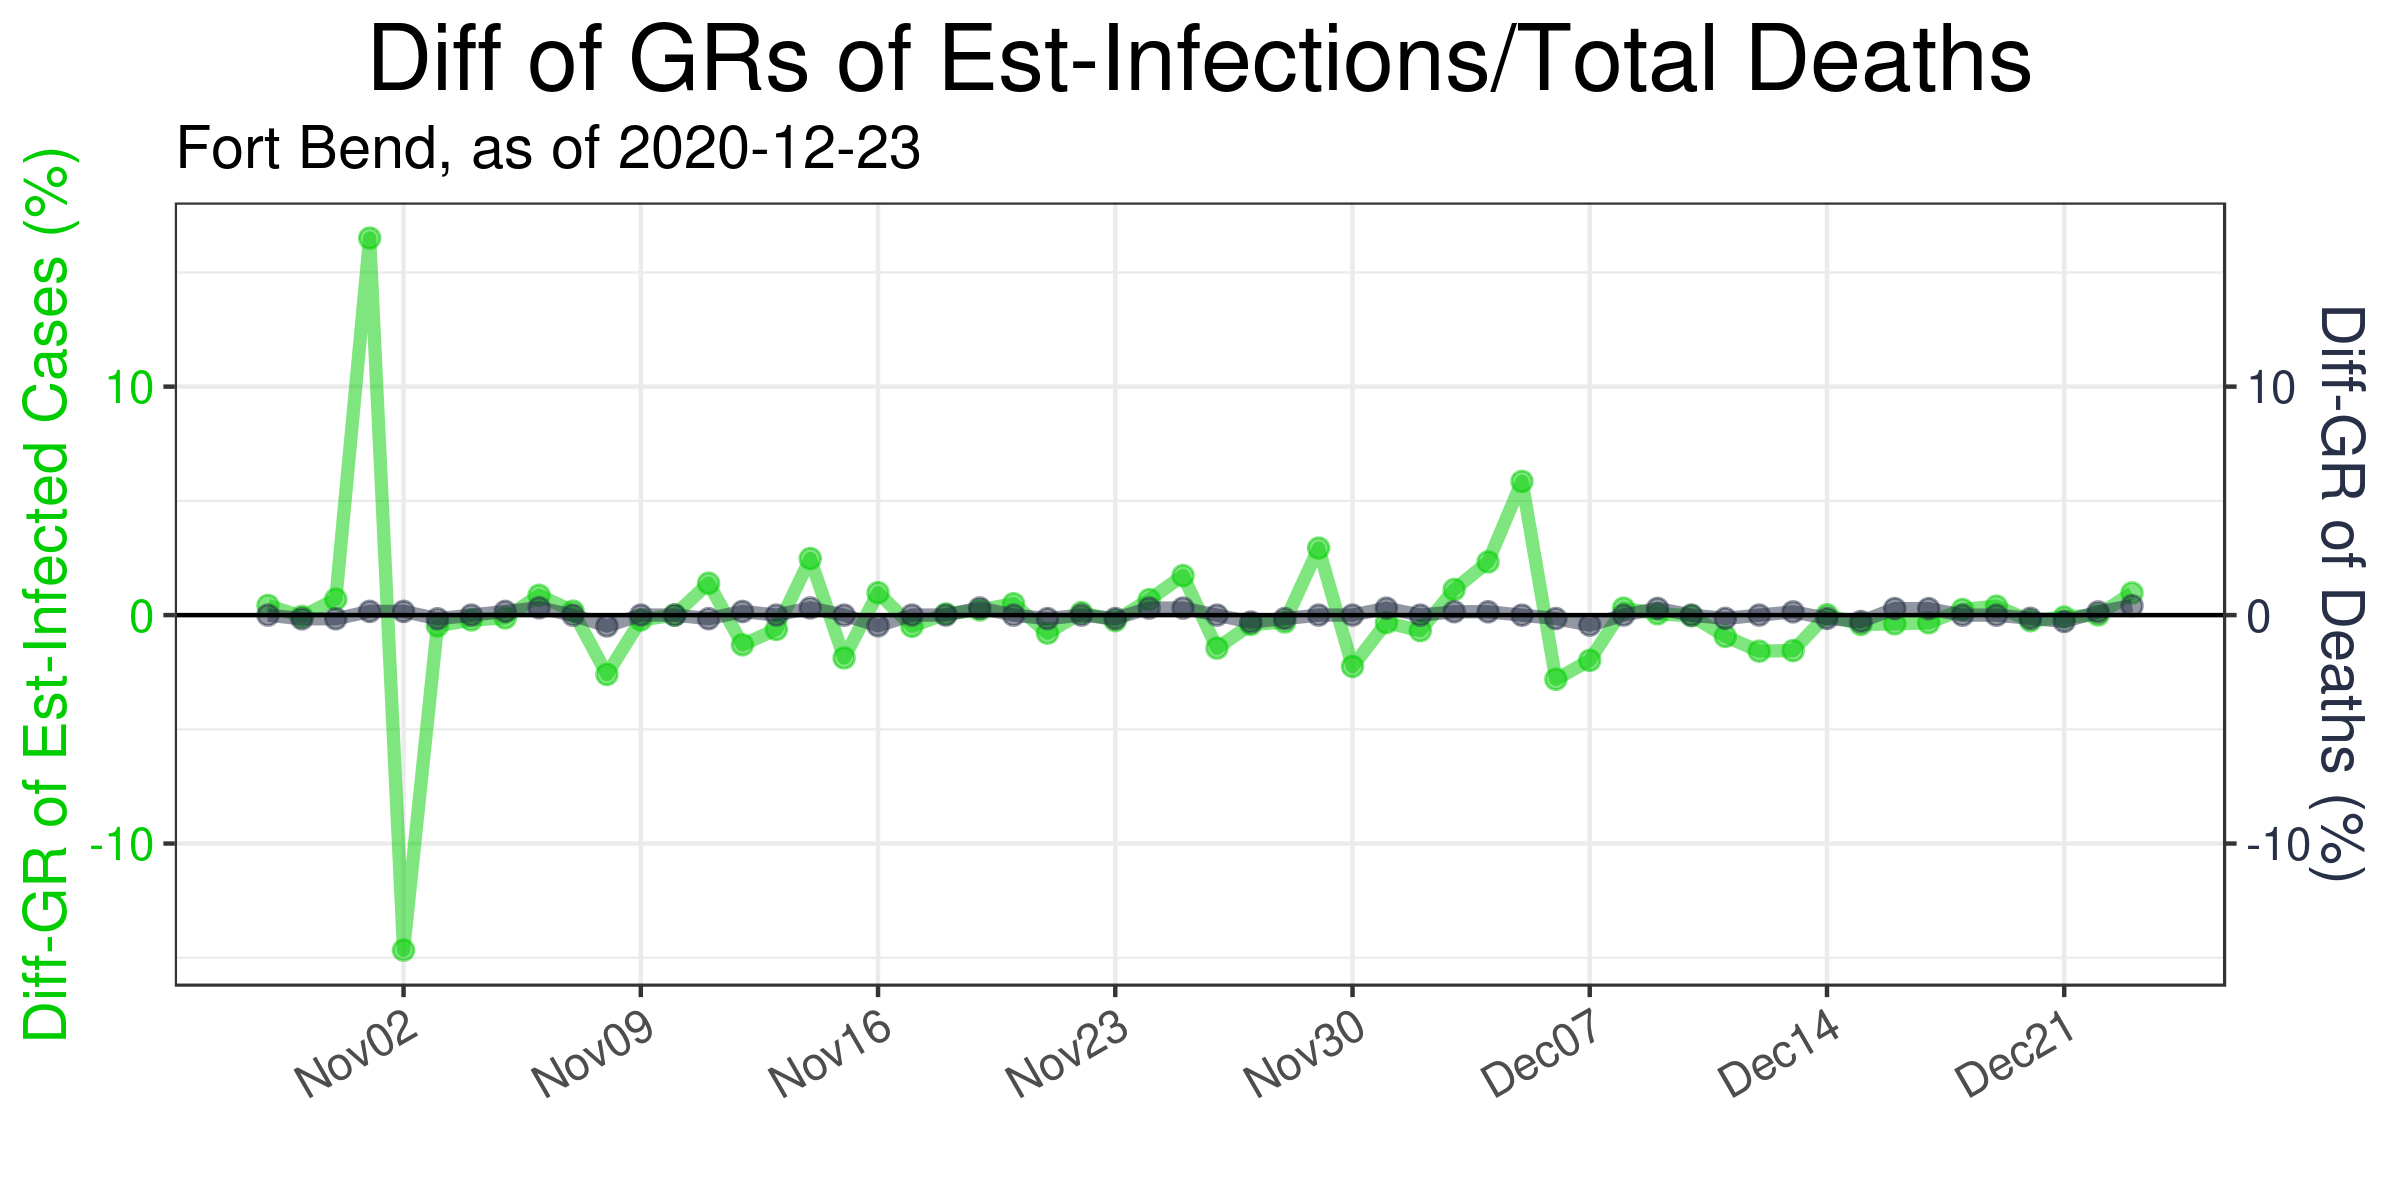 Diff of GRs of Est-Infections/Total Deaths
Fort Bend, as of 2020-12-23
Diff-GR of Est-Infected Cases (%)
10
0
-10
10
0
-10
Diff-GR of Deaths (%)
Nov02
Nov09
Nov16
Nov23
Nov30
Dec07
Dec14
Dec21